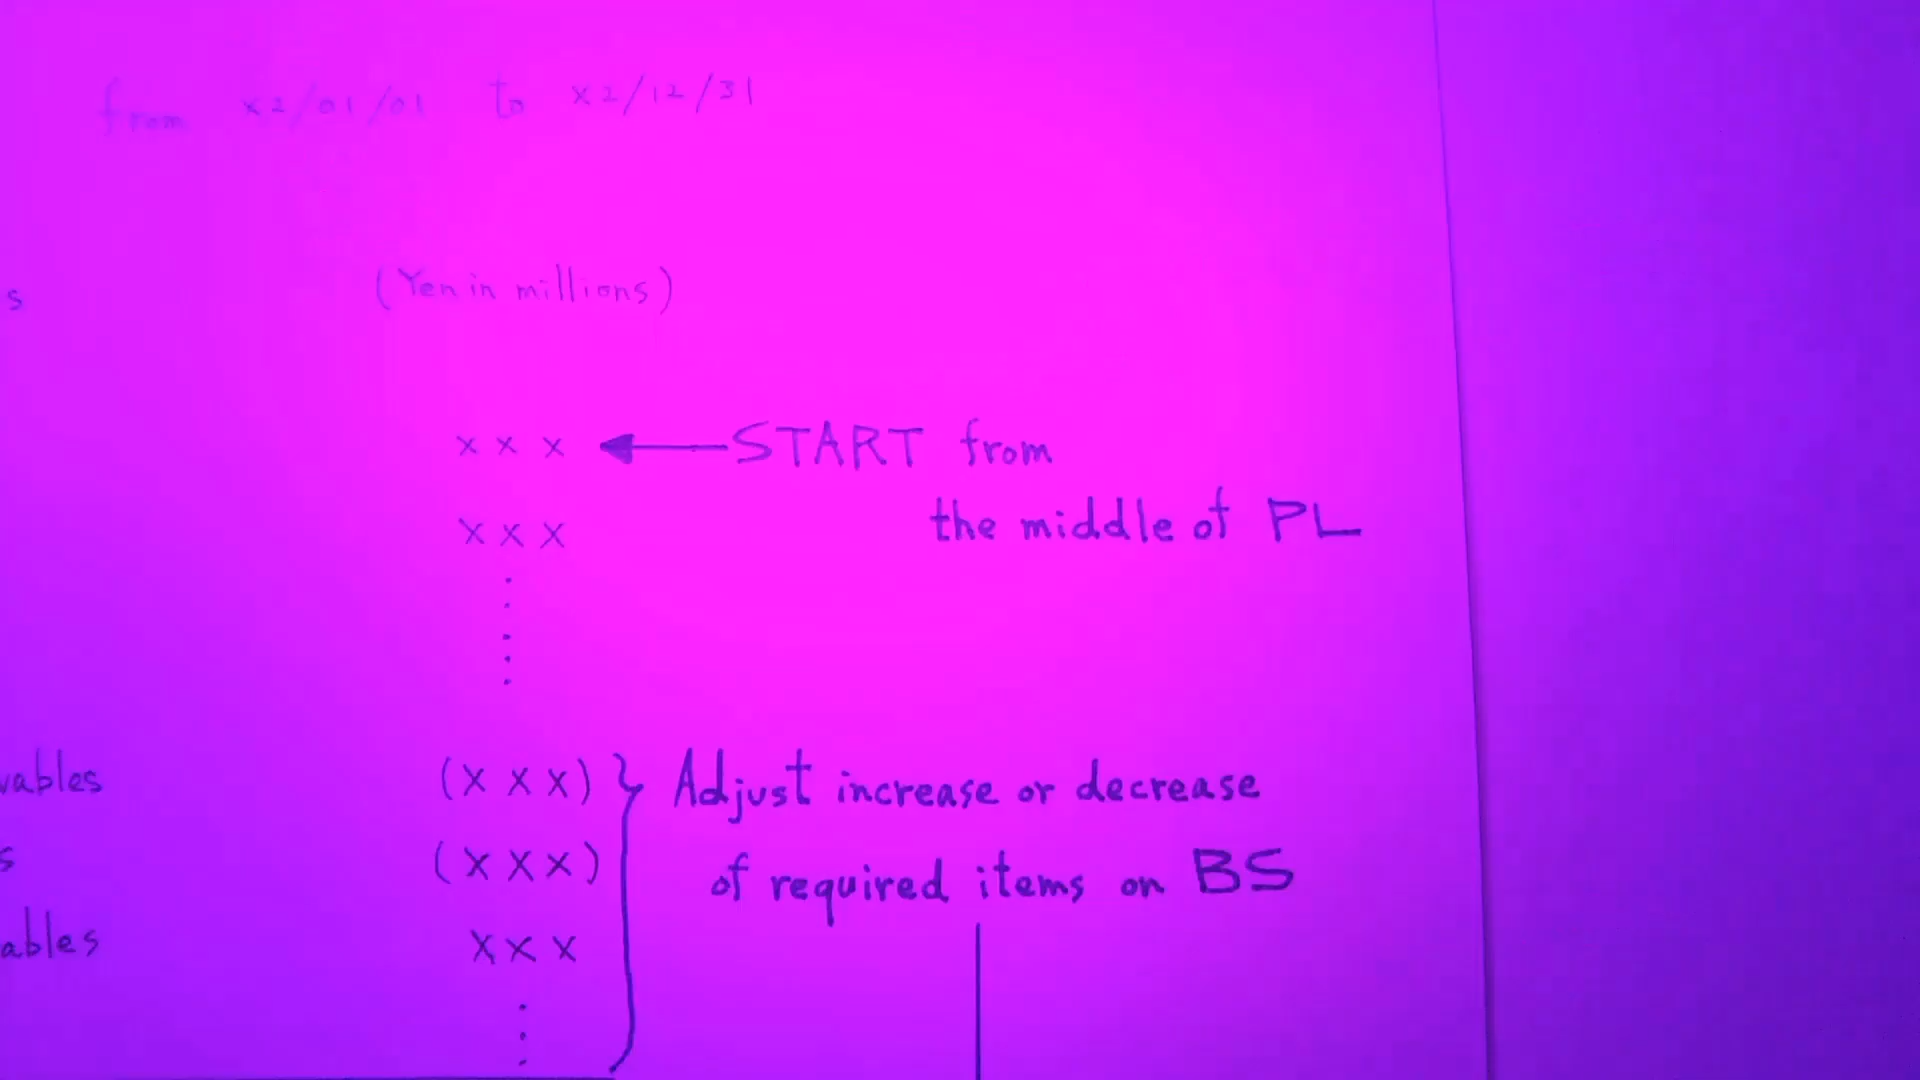 from x2/01/01 to x2/12/31
s (Yen in millions)
x x x START from
x x x the middle of PL
vables (x x x) Adjust increase or decrease
s (x x x) of required items on BS
ables x x x